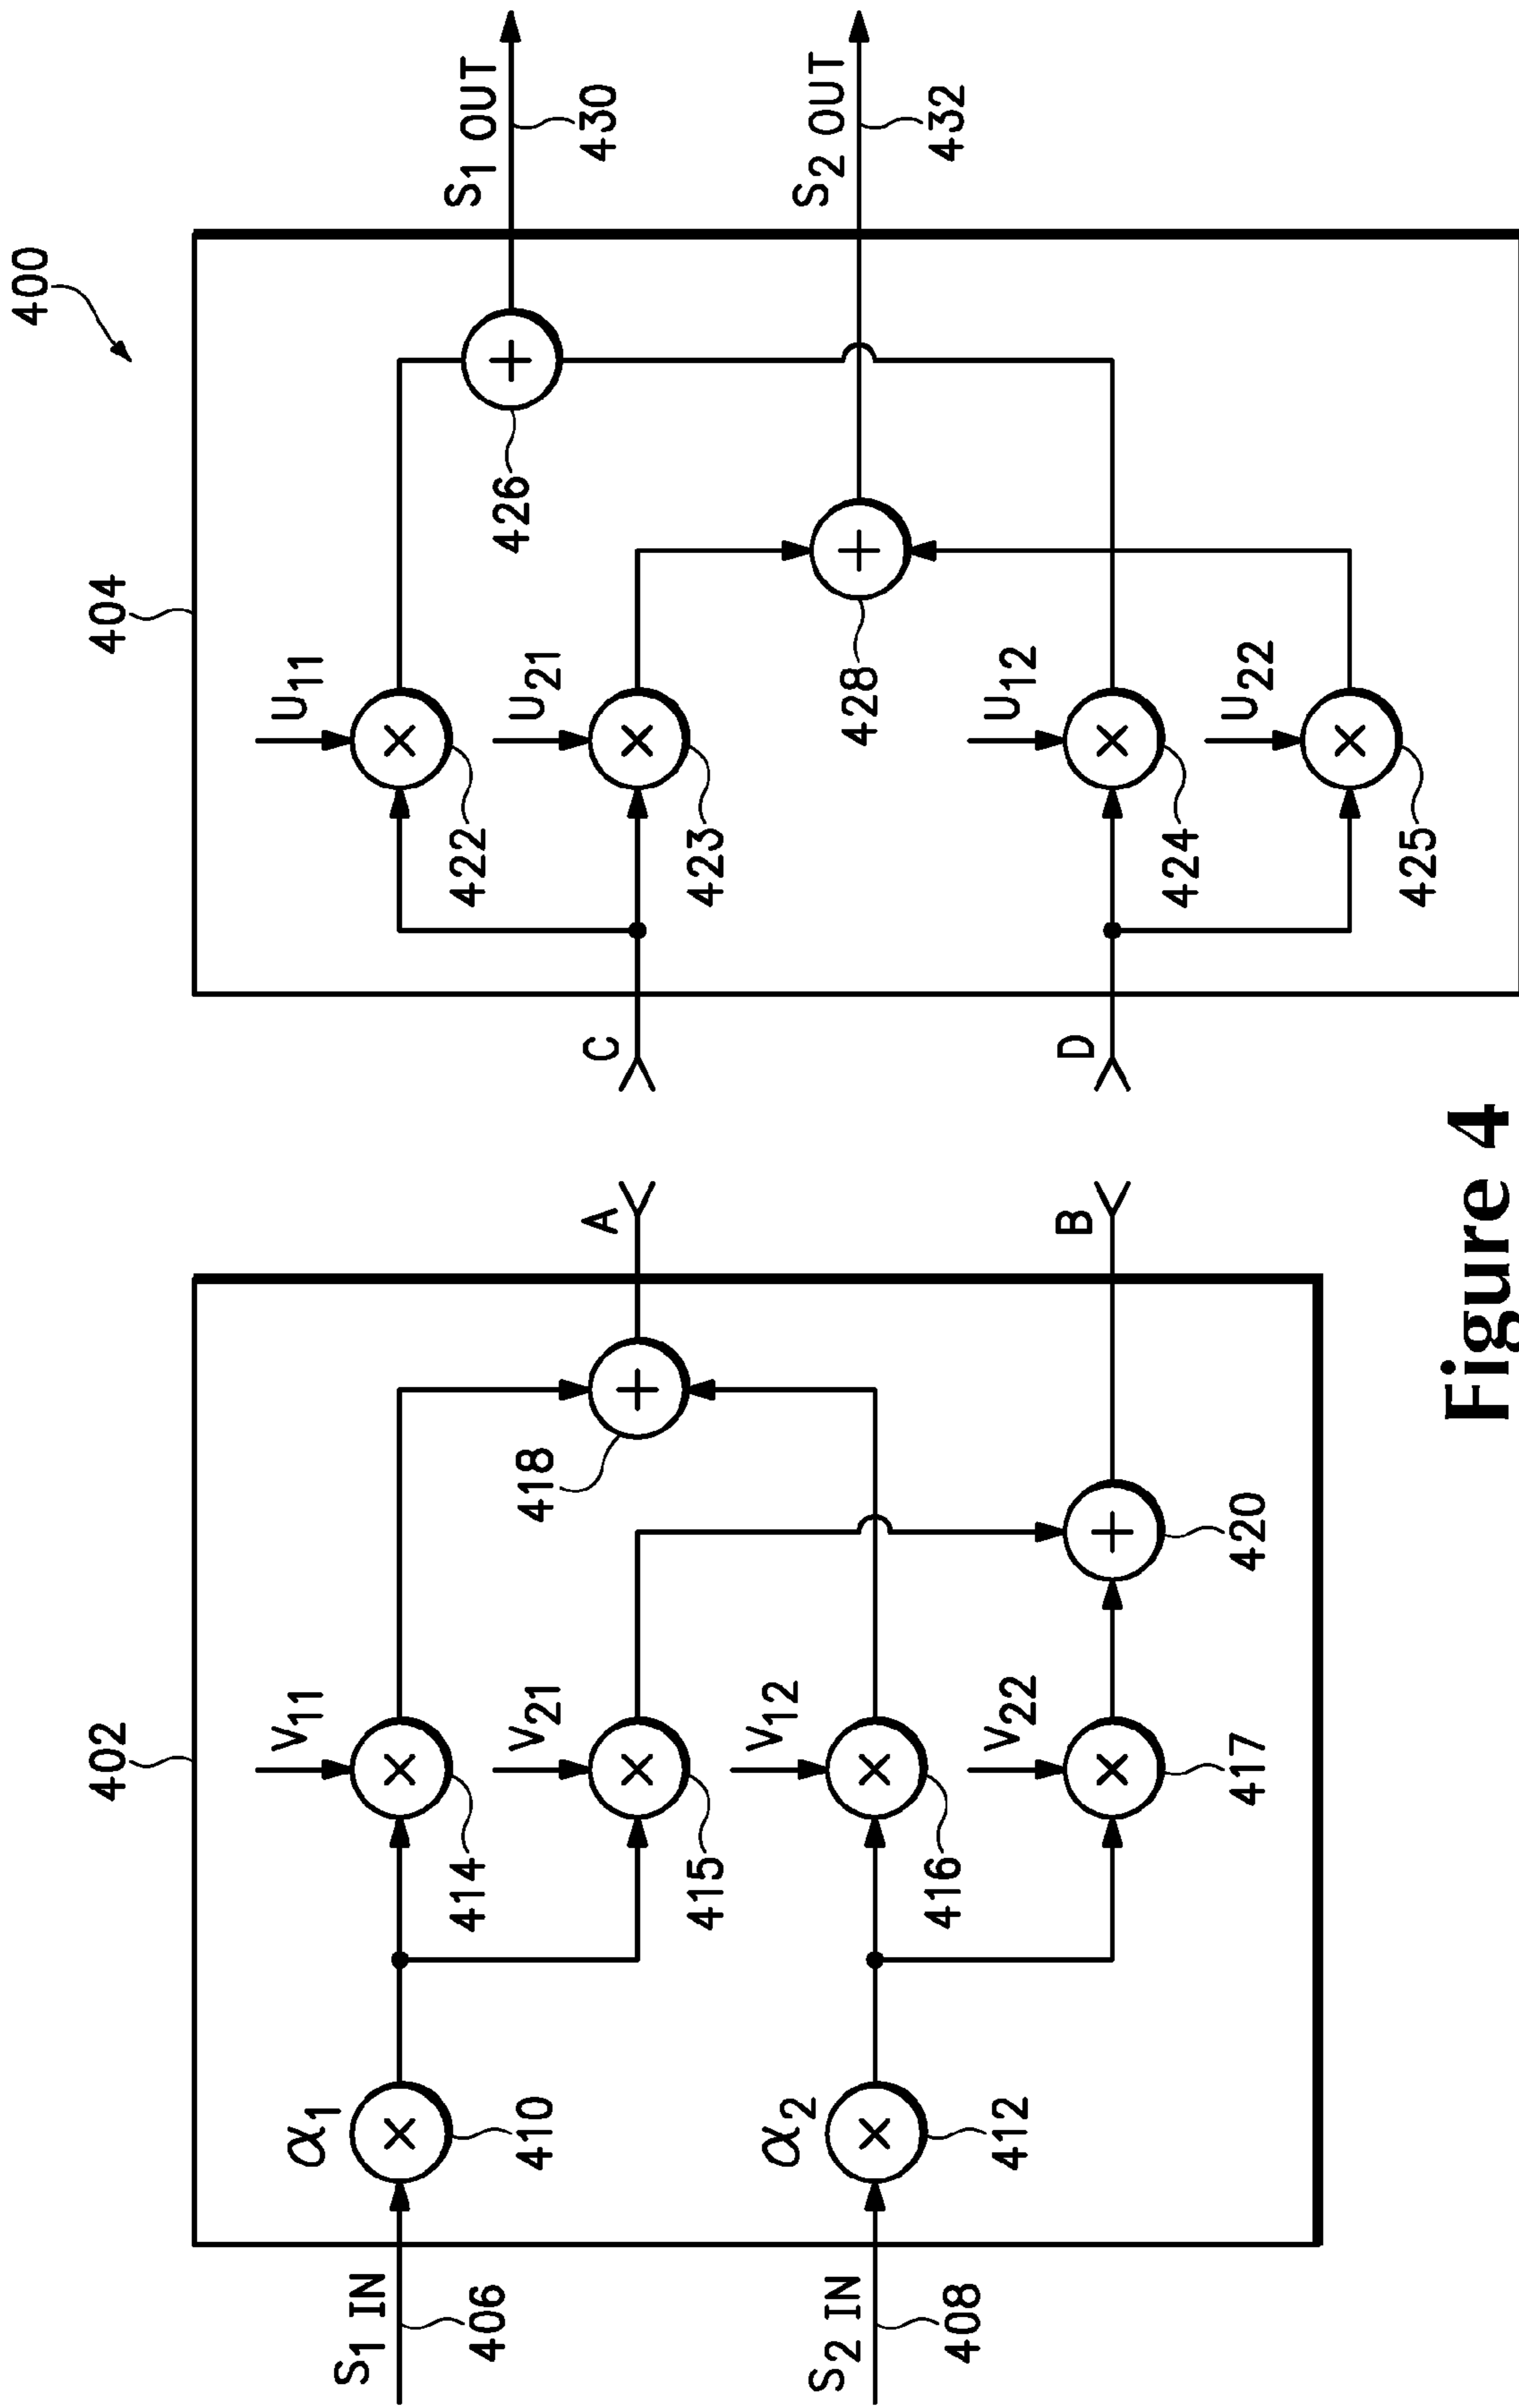 400
402
404
S1 IN
406
α1
410
V11
414
V21
415
418
A
S2 IN
408
α2
412
V12
416
V22
417
420
B
C
U11
422
U21
423
426
S1 OUT
430
428
S2 OUT
432
D
U12
424
U22
425
Figure 4